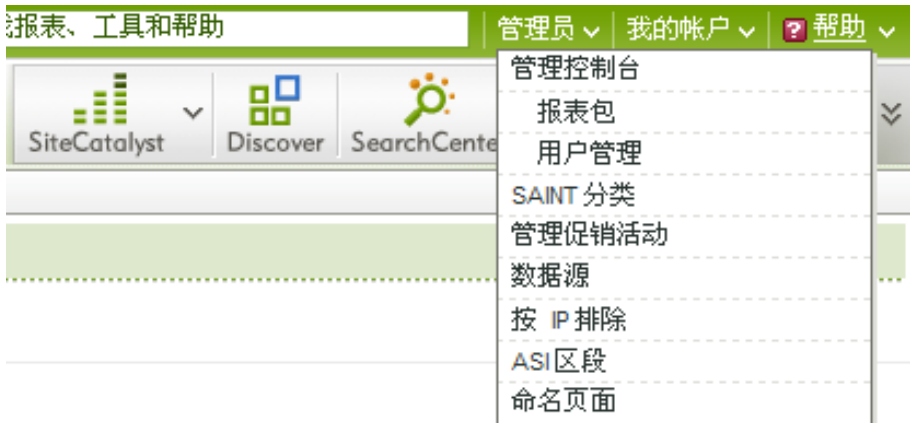 找报表、工具和帮助
管理员 我的帐户 ? 帮助
SiteCatalyst Discover SearchCente
管理控制台
报表包
用户管理
SAINT 分类
管理促销活动
数据源
按 IP 排除
ASI 区段
命名页面